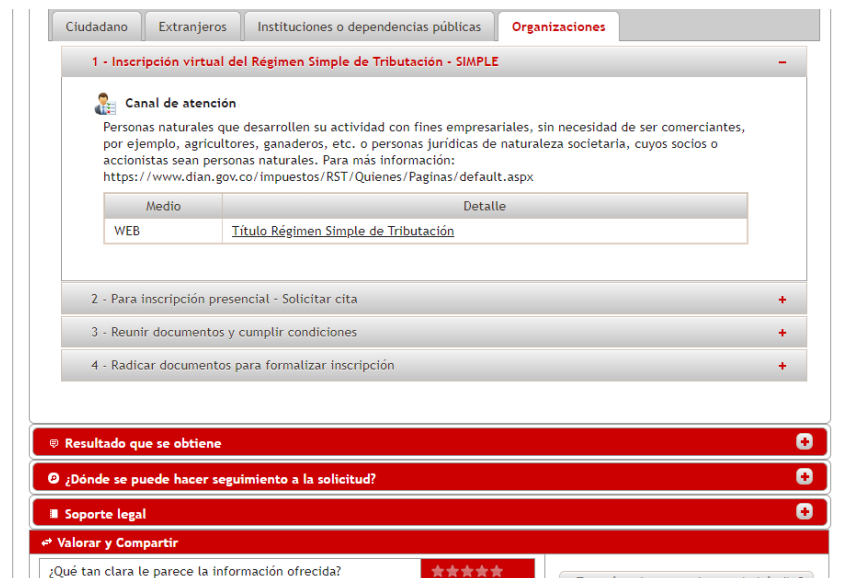 Ciudadano Extranjeros Instituciones o dependencias públicas Organizaciones
1 - Inscripción virtual del Régimen Simple de Tributación - SIMPLE
Canal de atención
Personas naturales que desarrollen su actividad con fines empresariales, sin necesidad de ser comerciantes,
por ejemplo, agricultores, ganaderos, etc. o personas jurídicas de naturaleza societaria, cuyos socios o
accionistas sean personas naturales. Para más información:
https://www.dian.gov.co/impuestos/RST/Quienes/Paginas/default.aspx
Medio Detalle
WEB Título Régimen Simple de Tributación
2 - Para inscripción presencial - Solicitar cita
3 - Reunir documentos y cumplir condiciones
4 - Radicar documentos para formalizar inscripción
Resultado que se obtiene
¿Dónde se puede hacer seguimiento a la solicitud?
Soporte legal
Valorar y Compartir
¿Qué tan clara le parece la información ofrecida?